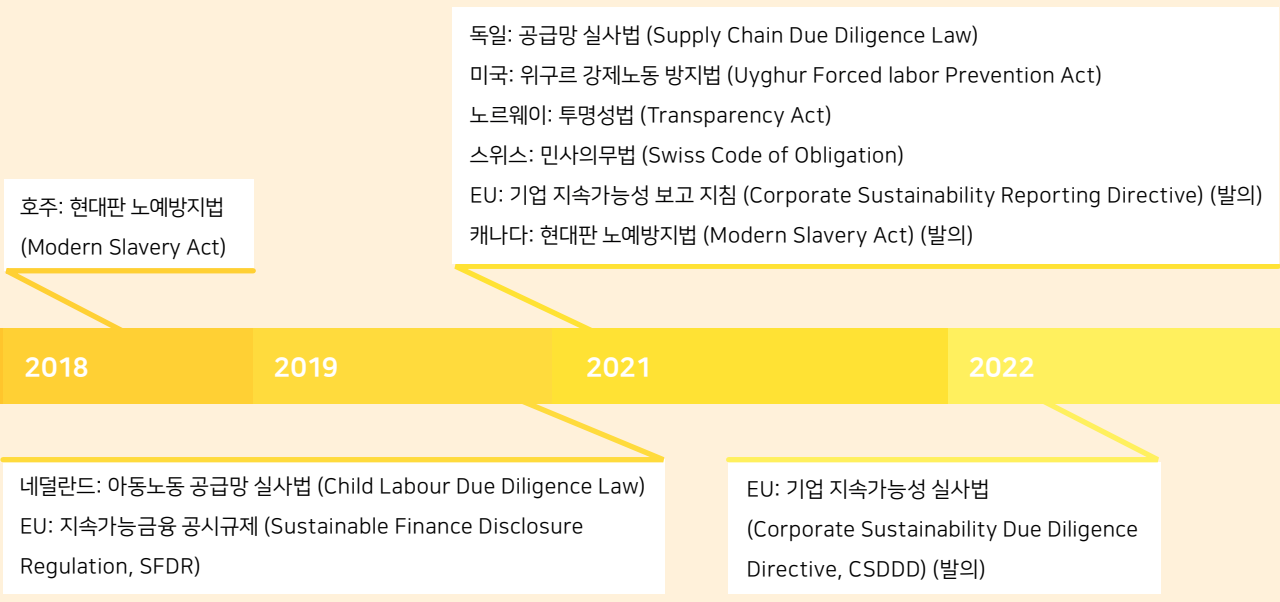 독일: 공급망 실사법 (Supply Chain Due Diligence Law)
미국: 위구르 강제노동 방지법 (Uyghur Forced labor Prevention Act)
노르웨이: 투명성법 (Transparency Act)
스위스: 민사의무법 (Swiss Code of Obligation)
EU: 기업 지속가능성 보고 지침 (Corporate Sustainability Reporting Directive) (발의)
캐나다: 현대판 노예방지법 (Modern Slavery Act) (발의)
호주: 현대판 노예방지법
(Modern Slavery Act)
2018
2019
2021
2022
네덜란드: 아동노동 공급망 실사법 (Child Labour Due Diligence Law)
EU: 지속가능금융 공시규제 (Sustainable Finance Disclosure
Regulation, SFDR)
EU: 기업 지속가능성 실사법
(Corporate Sustainability Due Diligence
Directive, CSDDD) (발의)